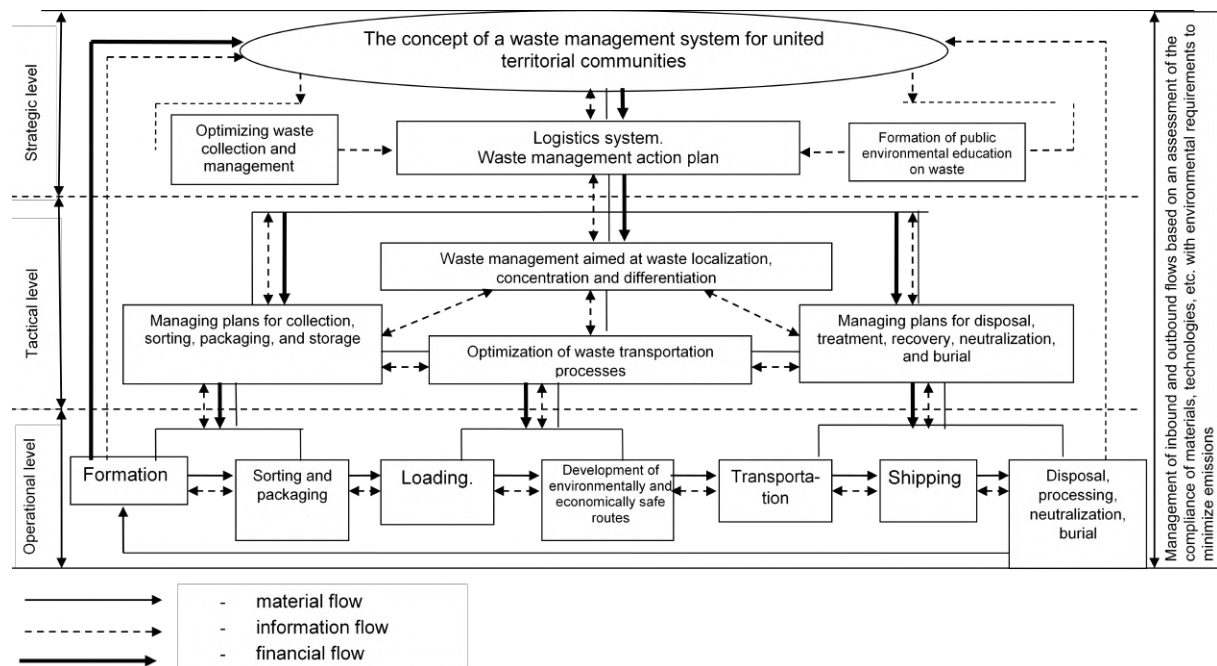 The concept of a waste management system for united
territorial communities
Strategic level
Optimizing waste
collection and
management
Logistics system.
Waste management action plan
Formation of public
environmental education
on waste
Tactical level
Waste management aimed at waste localization,
concentration and differentiation
Managing plans for collection,
sorting, packaging, and storage
Optimization of waste transportation
processes
Managing plans for disposal,
treatment, recovery, neutralization,
and burial
Operational level
Formation
Sorting and
packaging
Loading.
Development of
environmentally and
economically safe
routes
Transporta-
tion
Shipping
Disposal,
processing,
neutralization,
burial
Management of inbound and outbound flows based on an assessment of the
compliance of materials, technologies, etc. with environmental requirements to
minimize emissions
- material flow
- information flow
- financial flow